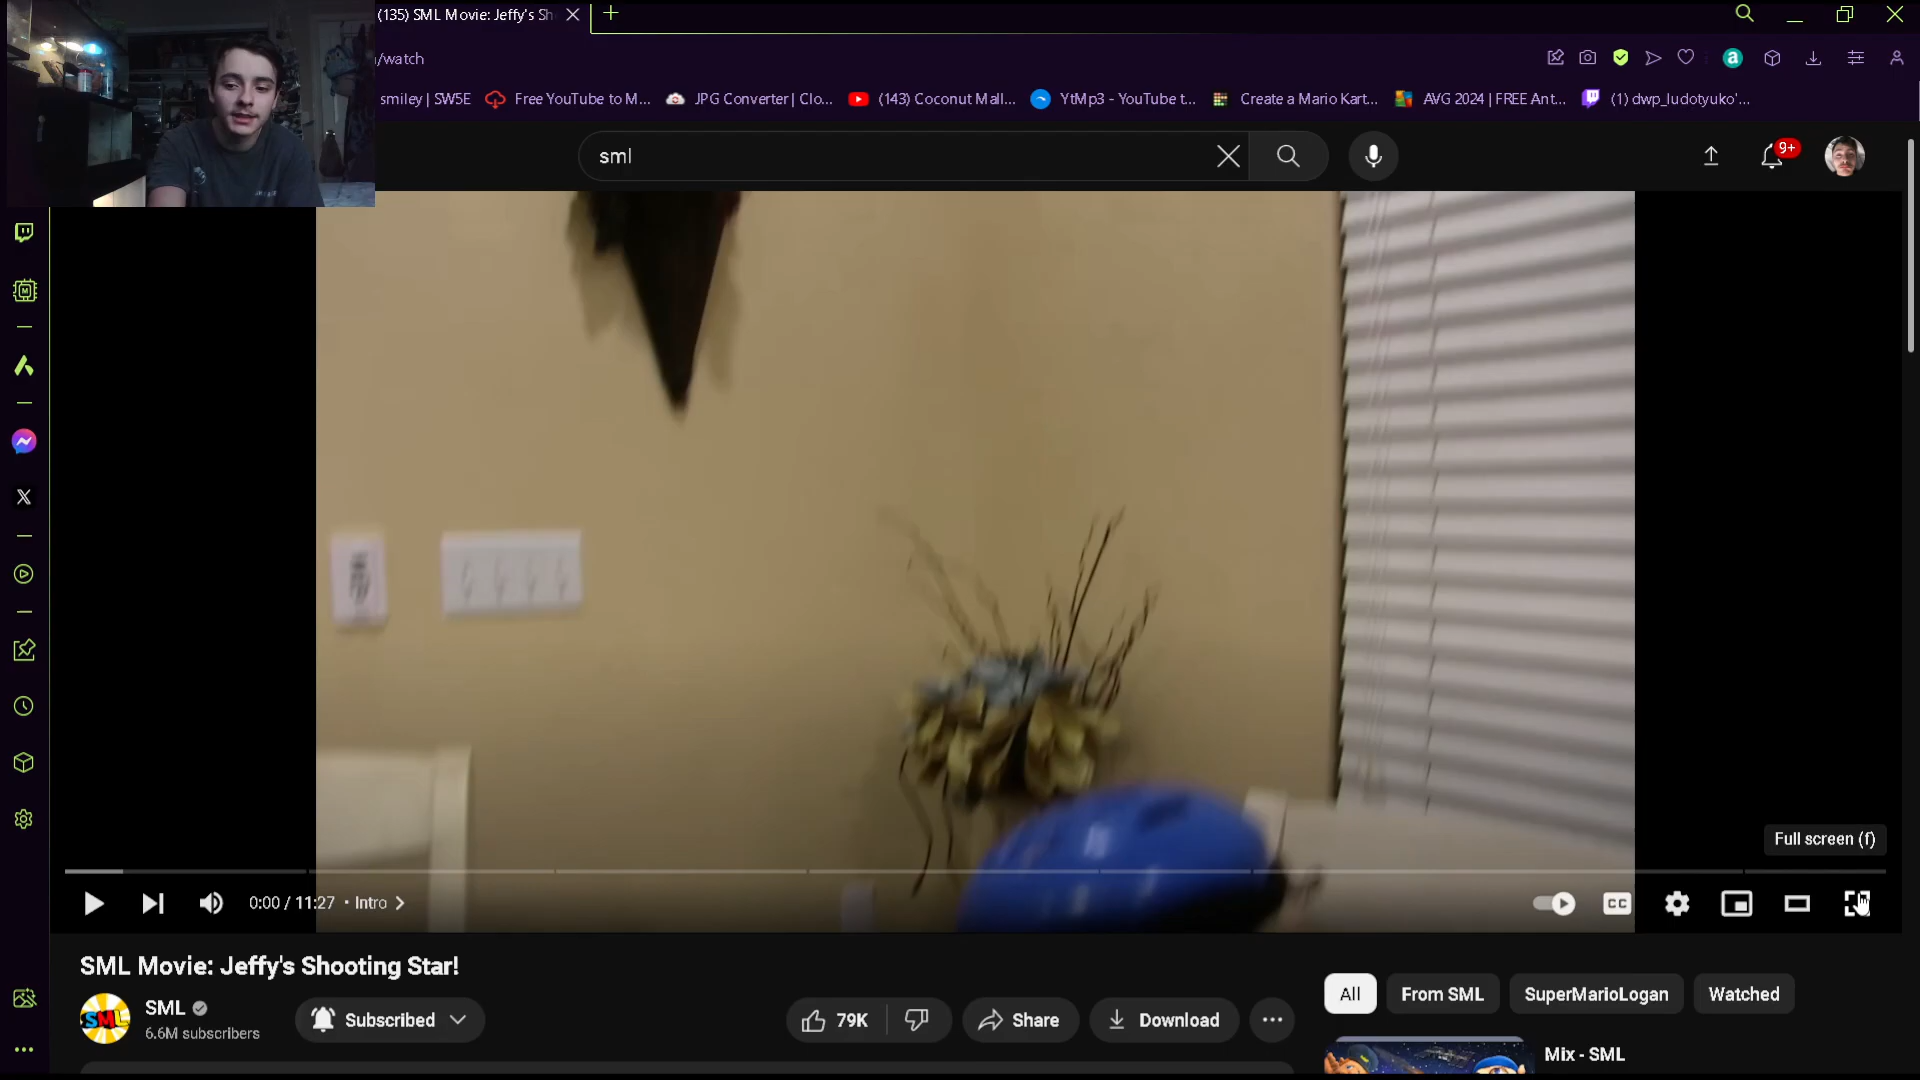 (135) SML Movie: Jeffy's Sh
/watch
smiley | SW5E
Free YouTube to M...
JPG Converter | Clo...
(143) Coconut Mall...
YtMp3 - YouTube t...
Create a Mario Kart...
AVG 2024 | FREE Ant...
(1) dwp_ludotyuko'...
sml
9+
Full screen (f)
0:00 / 11:27 • Intro
CC
SML Movie: Jeffy's Shooting Star!
SML
6.6M subscribers
Subscribed
79K
Share
Download
All
From SML
SuperMarioLogan
Watched
Mix - SML